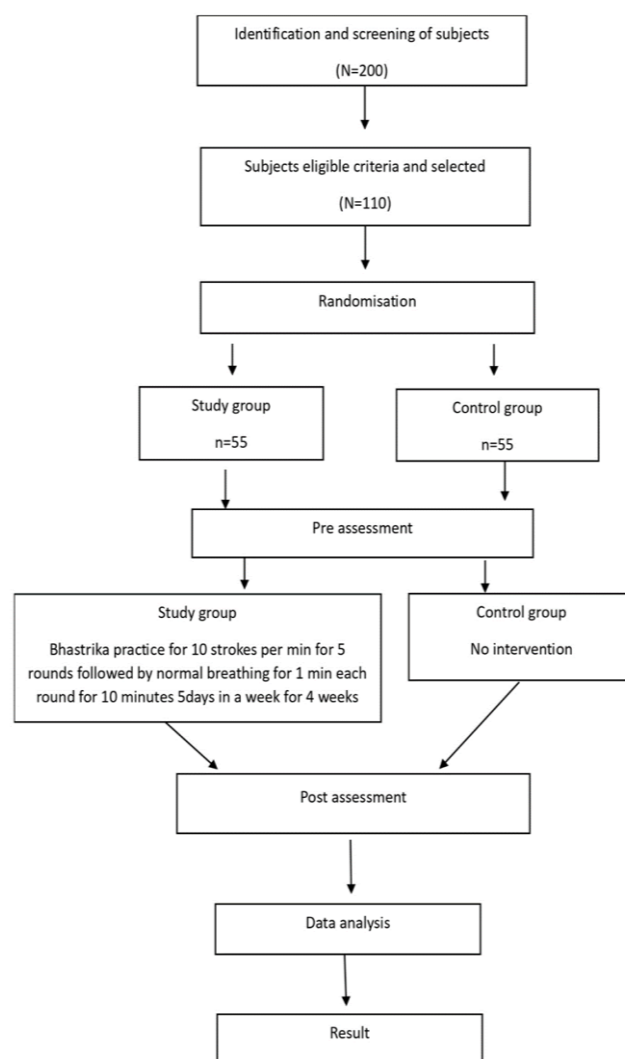 Identification and screening of subjects
(N=200)
Subjects eligible criteria and selected
(N=110)
Randomisation
Study group
n=55
Control group
n=55
Pre assessment
Study group
Bhastrika practice for 10 strokes per min for 5
rounds followed by normal breathing for 1 min each
round for 10 minutes 5days in a week for 4 weeks
Control group
No intervention
Post assessment
Data analysis
Result